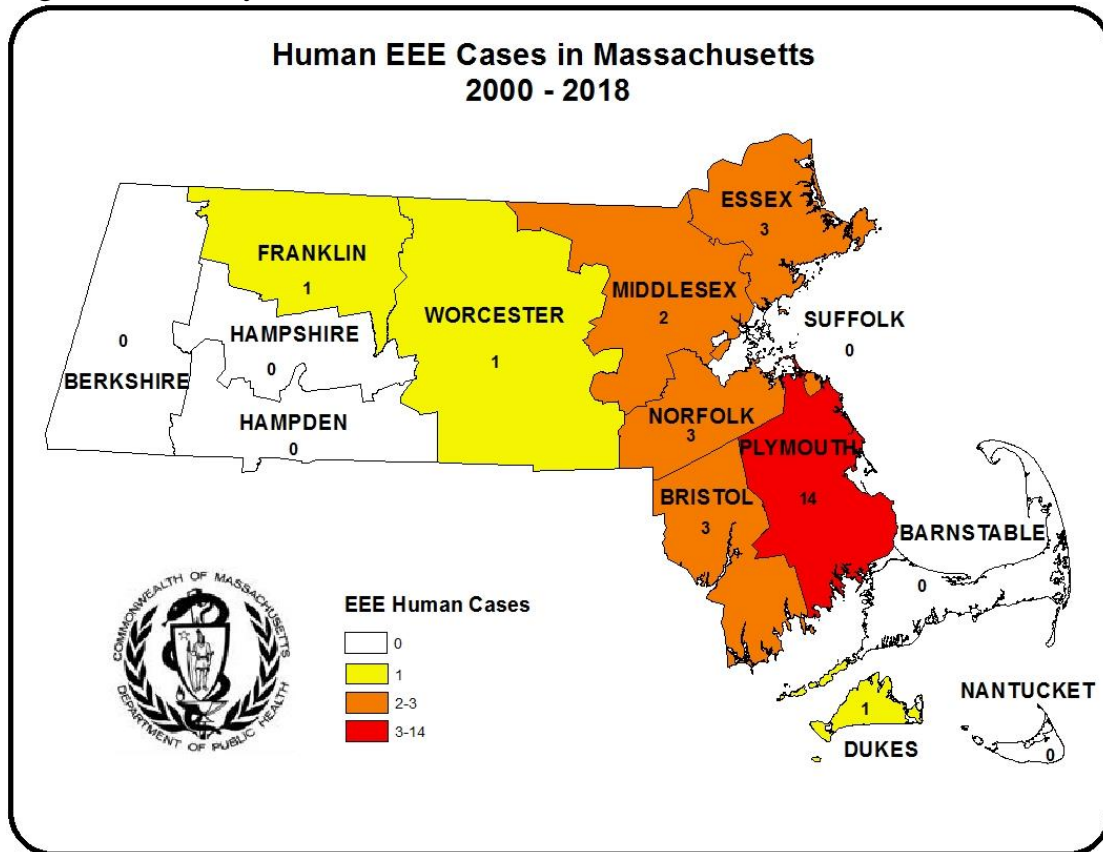 Human EEE Cases in Massachusetts
2000 - 2018
ESSEX
3
FRANKLIN
1
MIDDLESEX
2
WORCESTER
1
SUFFOLK
0
HAMPSHIRE
0
0
BERKSHIRE
HAMPDEN
0
NORFOLK
3
PLYMOUTH
14
BRISTOL
3
BARNSTABLE
0
NANTUCKET
0
1
DUKES
COMMONWEALTH OF MASSACHUSETTS
DEPARTMENT OF PUBLIC HEALTH
EEE Human Cases
0
1
2-3
3-14